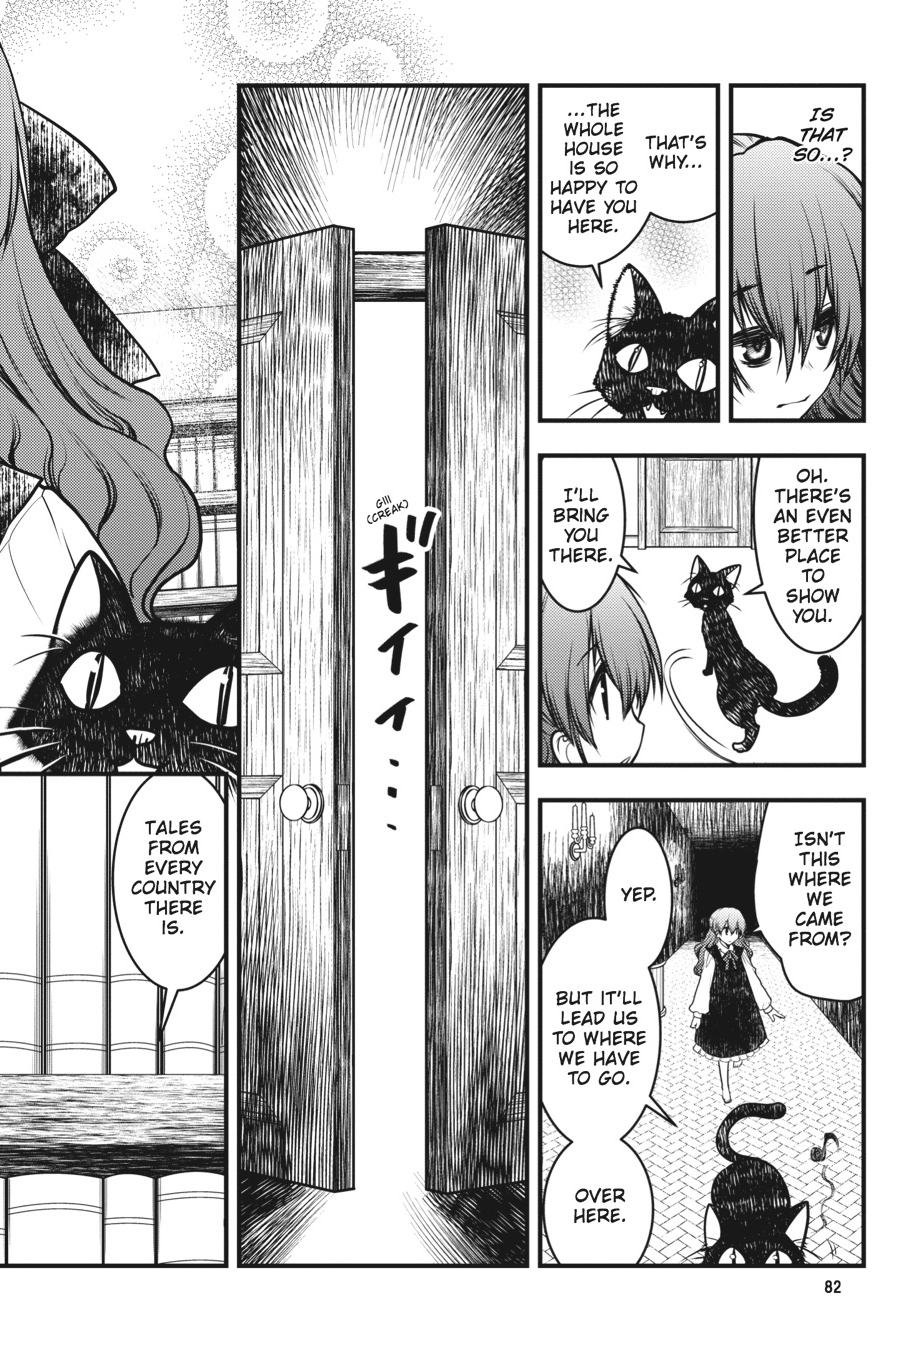 IS
THAT
SO...?
THAT'S
WHY...
...THE
WHOLE
HOUSE
IS SO
HAPPY TO
HAVE YOU
HERE.
OH.
THERE'S
AN EVEN
BETTER
PLACE
TO
SHOW
YOU.
I'LL
BRING
YOU
THERE.
ISN'T
THIS
WHERE
WE
CAME
FROM?
YEP.
BUT IT'LL
LEAD US
TO WHERE
WE HAVE
TO GO.
OVER
HERE.
GIII
(CREAK)
ギイイ...
TALES
FROM
EVERY
COUNTRY
THERE
IS.
82